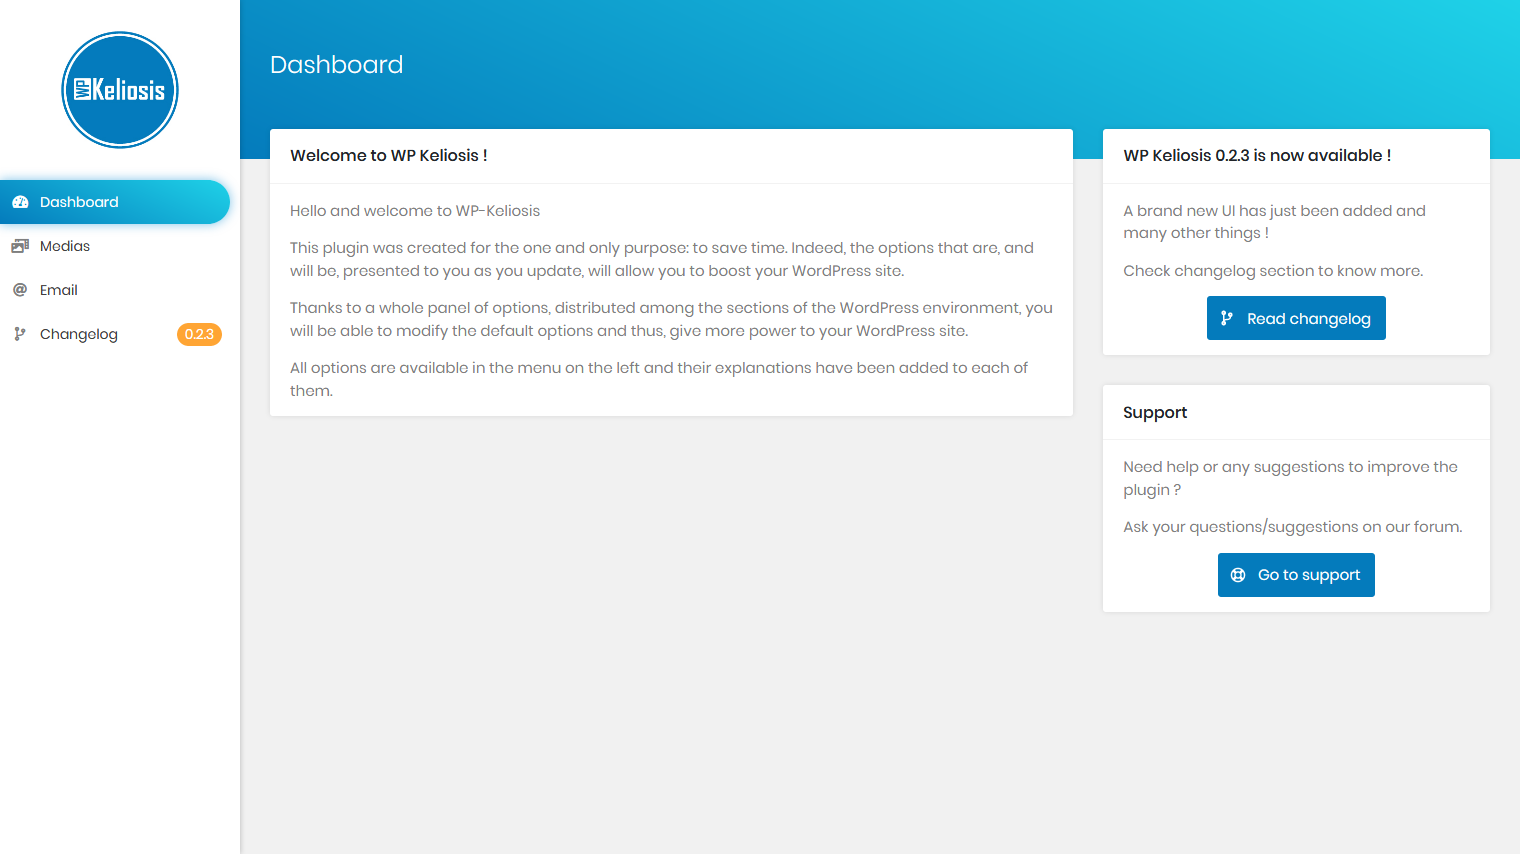 WP Keliosis
Dashboard
Medias
Email
Changelog 0.2.3
Dashboard
Welcome to WP Keliosis !
Hello and welcome to WP-Keliosis
This plugin was created for the one and only purpose: to save time. Indeed, the options that are, and
will be, presented to you as you update, will allow you to boost your WordPress site.
Thanks to a whole panel of options, distributed among the sections of the WordPress environment, you
will be able to modify the default options and thus, give more power to your WordPress site.
All options are available in the menu on the left and their explanations have been added to each of
them.
WP Keliosis 0.2.3 is now available !
A brand new UI has just been added and
many other things !
Check changelog section to know more.
Read changelog
Support
Need help or any suggestions to improve the
plugin ?
Ask your questions/suggestions on our forum.
Go to support